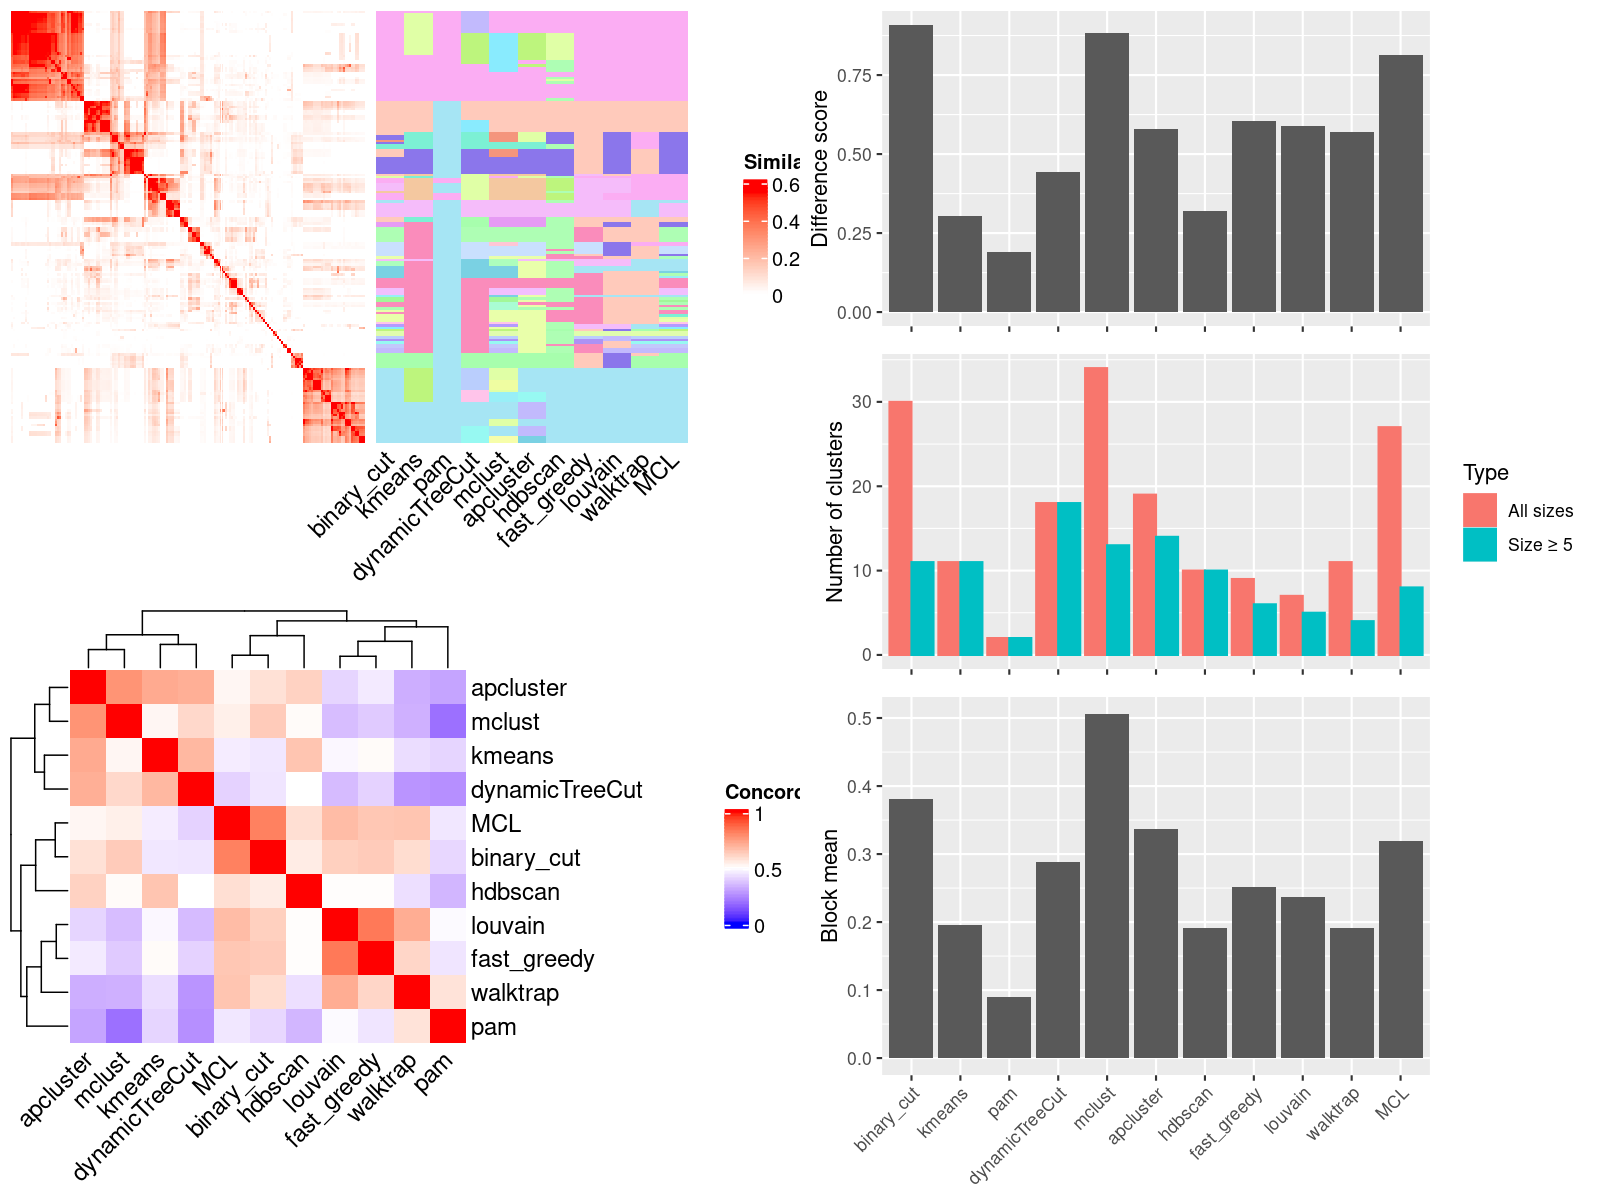 Simila
0.6
0.4
0.2
0
binary_cut
kmeans
pam
dynamicTreeCut
mclust
apcluster
hdbscan
fast_greedy
louvain
walktrap
MCL
apcluster
mclust
kmeans
dynamicTreeCut
MCL
binary_cut
hdbscan
louvain
fast_greedy
walktrap
pam
apcluster
mclust
kmeans
dynamicTreeCut
MCL
binary_cut
hdbscan
louvain
fast_greedy
walktrap
pam
Concord
1
0.5
0
Difference score
0.75
0.50
0.25
0.00
Number of clusters
30
20
10
0
Type
All sizes
Size ≥ 5
Block mean
0.5
0.4
0.3
0.2
0.1
0.0
binary_cut
kmeans
pam
dynamicTreeCut
mclust
apcluster
hdbscan
fast_greedy
louvain
walktrap
MCL